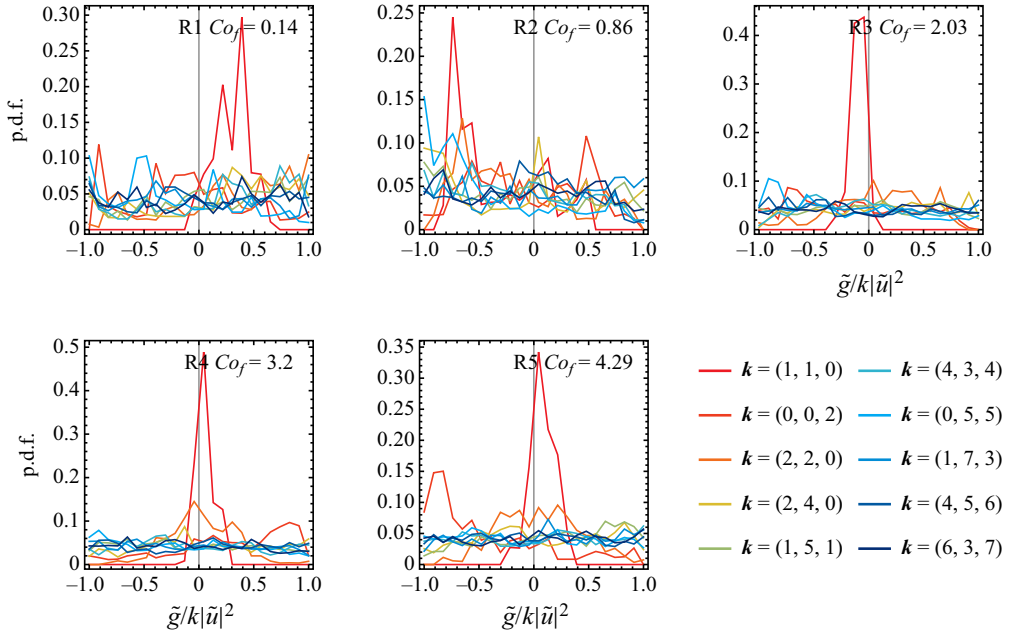 R1 Co_f = 0.14
0.30
0.25
0.20
0.15
0.10
0.05
0
p.d.f.
−1.0 −0.5 0 0.5 1.0
R2 Co_f = 0.86
0.25
0.20
0.15
0.10
0.05
0
−1.0 −0.5 0 0.5 1.0
g̃/k|ũ|²
R3 Co_f = 2.03
0.4
0.3
0.2
0.1
0
−1.0 −0.5 0 0.5 1.0
g̃/k|ũ|²
R4 Co_f = 3.2
0.5
0.4
0.3
0.2
0.1
0
p.d.f.
−1.0 −0.5 0 0.5 1.0
g̃/k|ũ|²
R5 Co_f = 4.29
0.35
0.30
0.25
0.20
0.15
0.10
0.05
0
−1.0 −0.5 0 0.5 1.0
g̃/k|ũ|²
k = (1, 1, 0)
k = (0, 0, 2)
k = (2, 2, 0)
k = (2, 4, 0)
k = (1, 5, 1)
k = (4, 3, 4)
k = (0, 5, 5)
k = (1, 7, 3)
k = (4, 5, 6)
k = (6, 3, 7)